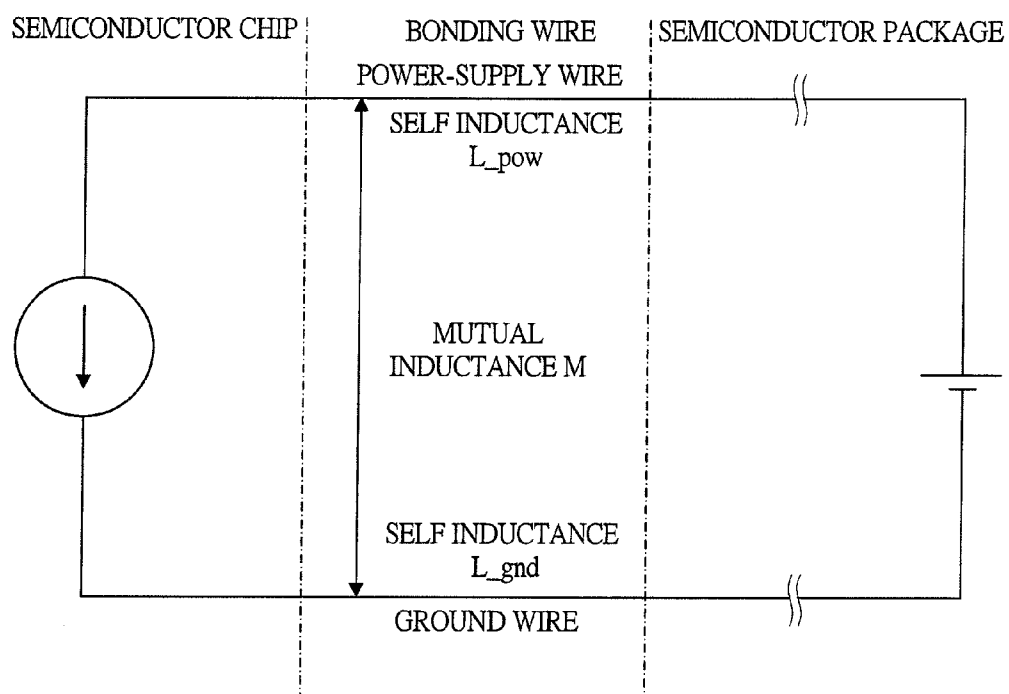 SEMICONDUCTOR CHIP
BONDING WIRE
SEMICONDUCTOR PACKAGE
POWER-SUPPLY WIRE
SELF INDUCTANCE
L_pow
MUTUAL
INDUCTANCE M
SELF INDUCTANCE
L_gnd
GROUND WIRE